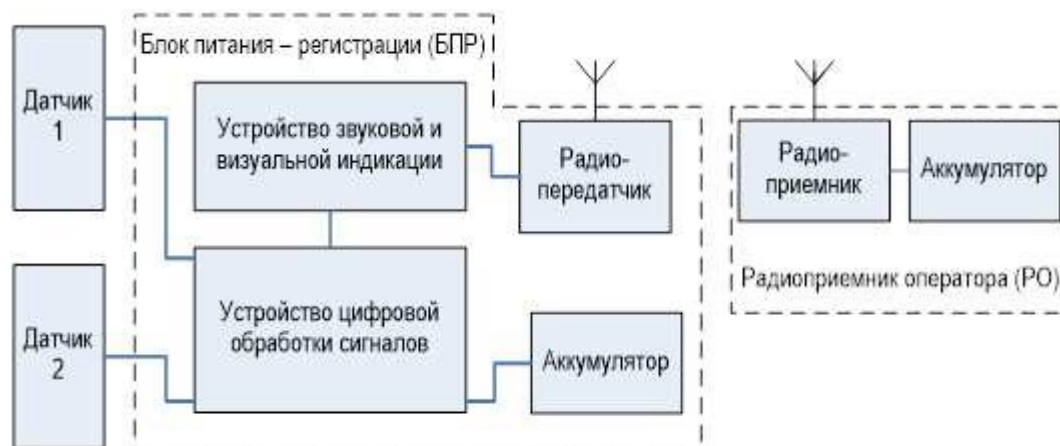 Блок питания – регистрации (БПР)
Датчик
1
Устройство звуковой и
визуальной индикации
Радио-
передатчик
Радио-
приемник
Аккумулятор
Радиоприемник оператора (РО)
Датчик
2
Устройство цифровой
обработки сигналов
Аккумулятор